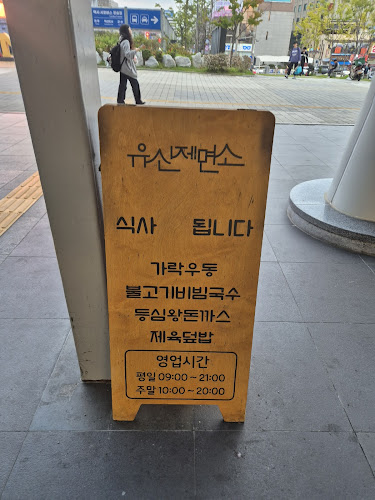 유산제면소
식사 됩니다
가락우동
불고기비빔국수
등심왕돈까스
제육덮밥
영업시간
평일 09:00~21:00
주말 10:00~20:00